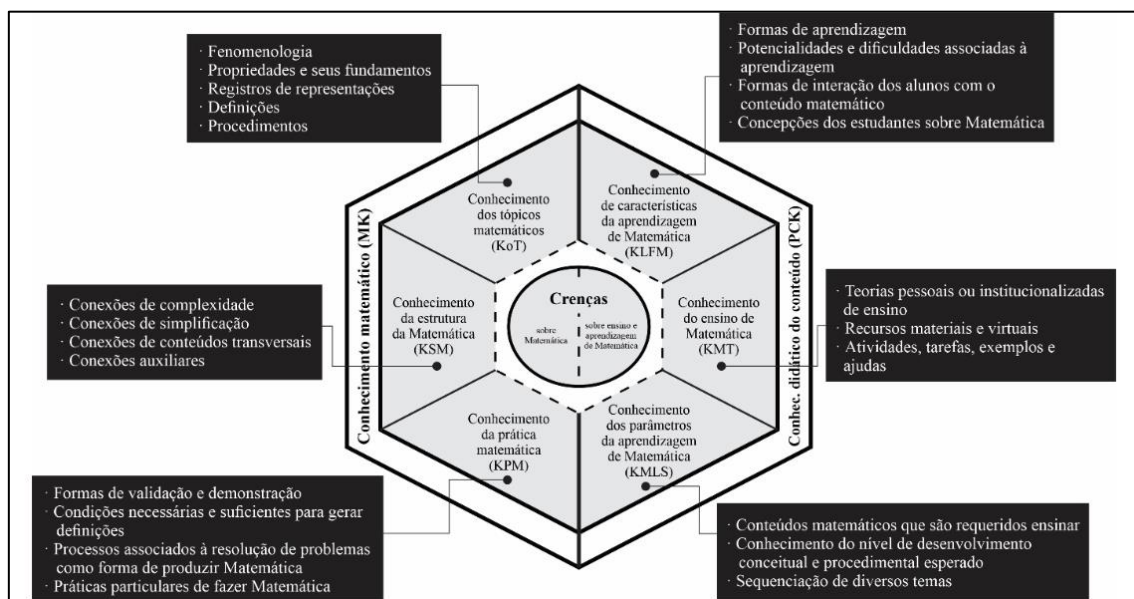 · Fenomenologia
· Propriedades e seus fundamentos
· Registros de representações
· Definições
· Procedimentos
· Formas de aprendizagem
· Potencialidades e dificuldades associadas à
aprendizagem
· Formas de interação dos alunos com o
conteúdo matemático
· Concepções dos estudantes sobre Matemática
Conhecimento matemático (MK)
Conhecimento
dos tópicos
matemáticos
(KoT)
Conhecimento
de características
da aprendizagem
de Matemática
(KLFM)
Conhec. didático do conteúdo (PCK)
· Conexões de complexidade
· Conexões de simplificação
· Conexões de conteúdos transversais
· Conexões auxiliares
Conhecimento
da estrutura
da Matemática
(KSM)
Crenças
sobre
Matemática
sobre ensino e
aprendizagem
de Matemática
Conhecimento
do ensino de
Matemática
(KMT)
· Teorias pessoais ou institucionalizadas
de ensino
· Recursos materiais e virtuais
· Atividades, tarefas, exemplos e
ajudas
Conhecimento
da prática
matemática
(KPM)
Conhecimento
dos parâmetros
da aprendizagem
de Matemática
(KMLS)
· Formas de validação e demonstração
· Condições necessárias e suficientes para gerar
definições
· Processos associados à resolução de problemas
como forma de produzir Matemática
· Práticas particulares de fazer Matemática
· Conteúdos matemáticos que são requeridos ensinar
· Conhecimento do nível de desenvolvimento
conceitual e procedimental esperado
· Sequenciação de diversos temas